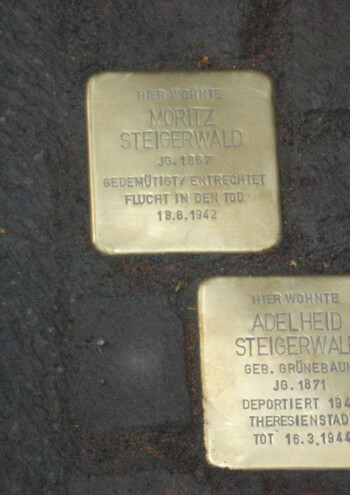 HIER WOHNTE
MORITZ
STEIGERWALD
JG. 1867
GEDEMÜTIGT/ENTRECHTET
FLUCHT IN DEN TOD
18.8.1942
HIER WOHNTE
ADELHEID
STEIGERWAL
GEB. GRÜNEBAU
JG. 1871
DEPORTIERT 194
THERESIENSTAD
TOT 16.3.1944